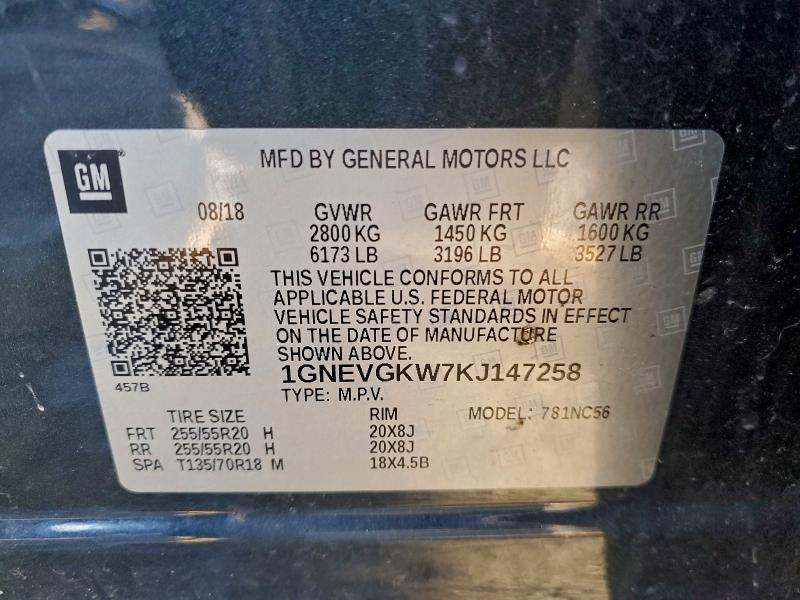 GM
MFD BY GENERAL MOTORS LLC
08/18 GVWR GAWR FRT GAWR RR
2800 KG 1450 KG 1600 KG
6173 LB 3196 LB 3527 LB
THIS VEHICLE CONFORMS TO ALL
APPLICABLE U.S. FEDERAL MOTOR
VEHICLE SAFETY STANDARDS IN EFFECT
ON THE DATE OF MANUFACTURE
SHOWN ABOVE.
1GNEVGKW7KJ147258
457B
TYPE: M.P.V.
TIRE SIZE RIM MODEL: 781NC56
FRT 255/55R20 H 20X8J
RR 255/55R20 H 20X8J
SPA T135/70R18 M 18X4.5B